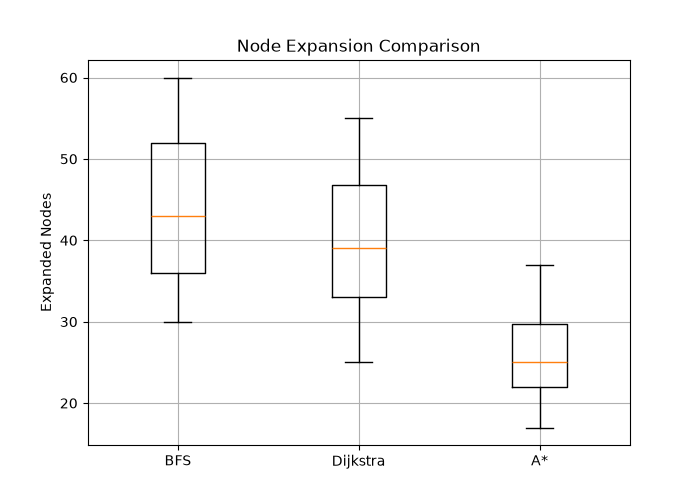 Node Expansion Comparison
60
50
40
30
20
Expanded Nodes
BFS
Dijkstra
A*